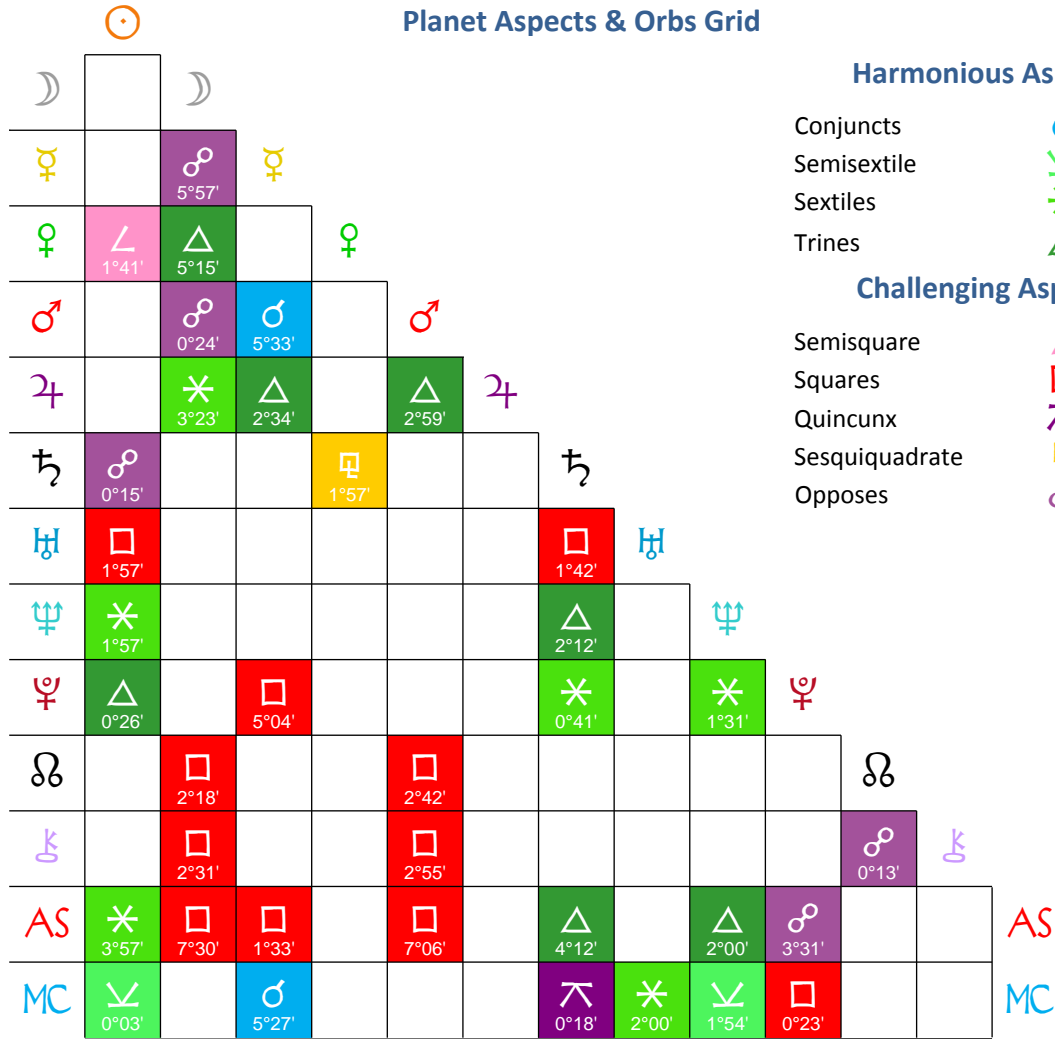 Planet Aspects & Orbs Grid
Harmonious As
Conjuncts
Semisextile
Sextiles
Trines
Challenging Asp
Semisquare
Squares
Quincunx
Sesquiquadrate
Opposes
☉
☽ ☽
☿ ☍ ☿
5°57'
♀ ∠ △ ♀
1°41' 5°15'
♂ ☍ ☌ ♂
0°24' 5°33'
♃ ⚹ △ △ ♃
3°23' 2°34' 2°59'
♄ ☍ ⚼ ♄
0°15' 1°57'
♅ □ □ ♅
1°57' 1°42'
♆ ⚹ △ ♆
1°57' 2°12'
♇ △ □ ⚹ ⚹ ♇
0°26' 5°04' 0°41' 1°31'
☊ □ □ ☊
2°18' 2°42'
⚷ □ □ ☍ ⚷
2°31' 2°55' 0°13'
AS ⚹ □ □ □ △ △ ☍ AS
3°57' 7°30' 1°33' 7°06' 4°12' 2°00' 3°31'
MC ⚺ ☌ ⚻ ⚹ ⚺ □ MC
0°03' 5°27' 0°18' 2°00' 1°54' 0°23'